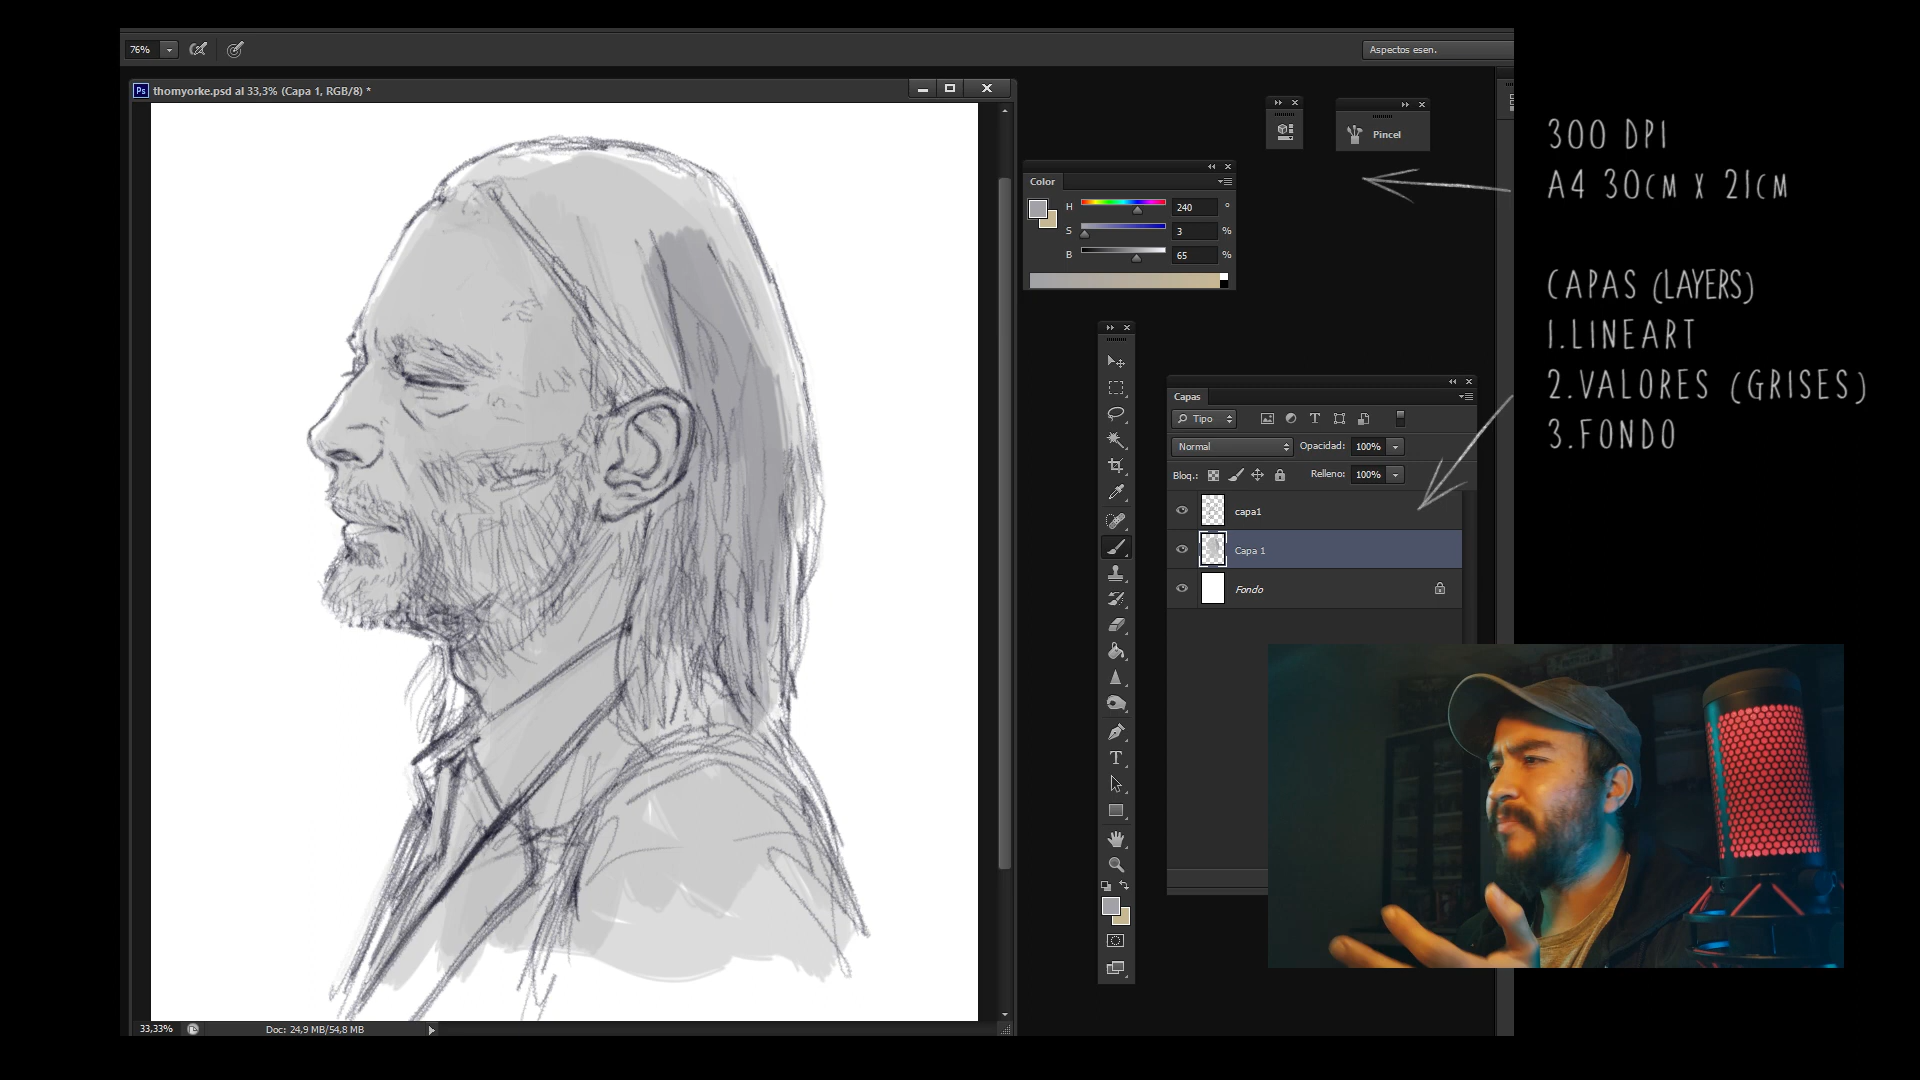 76%
Aspectos esen.
Ps thomyorke.psd al 33,3% (Capa 1, RGB/8) *
Pincel
Color
H 240 °
S 3 %
B 65 %
Capas
Tipo
T
Normal Opacidad: 100%
Bloq.: Relleno: 100%
capa1
Capa 1
Fondo
T
33,33% Doc: 24,9 MB/54,8 MB
300 DPI
A4 30CM X 21CM
CAPAS (LAYERS)
1.LINEART
2.VALORES (GRISES)
3.FONDO